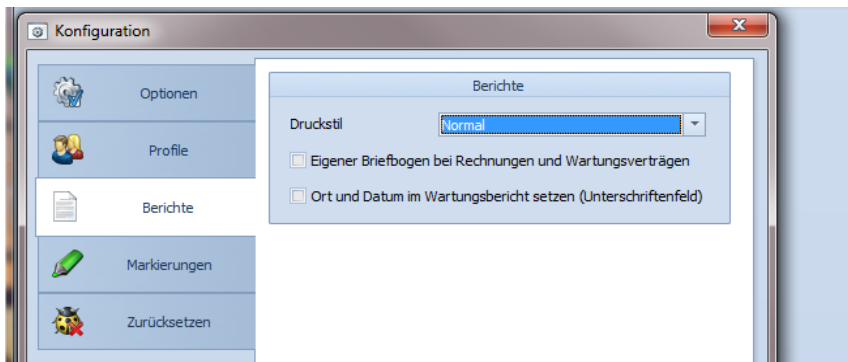 Konfiguration
Optionen
Profile
Berichte
Markierungen
Zurücksetzen
Berichte
Druckstil Normal
Eigener Briefbogen bei Rechnungen und Wartungsverträgen
Ort und Datum im Wartungsbericht setzen (Unterschriftenfeld)